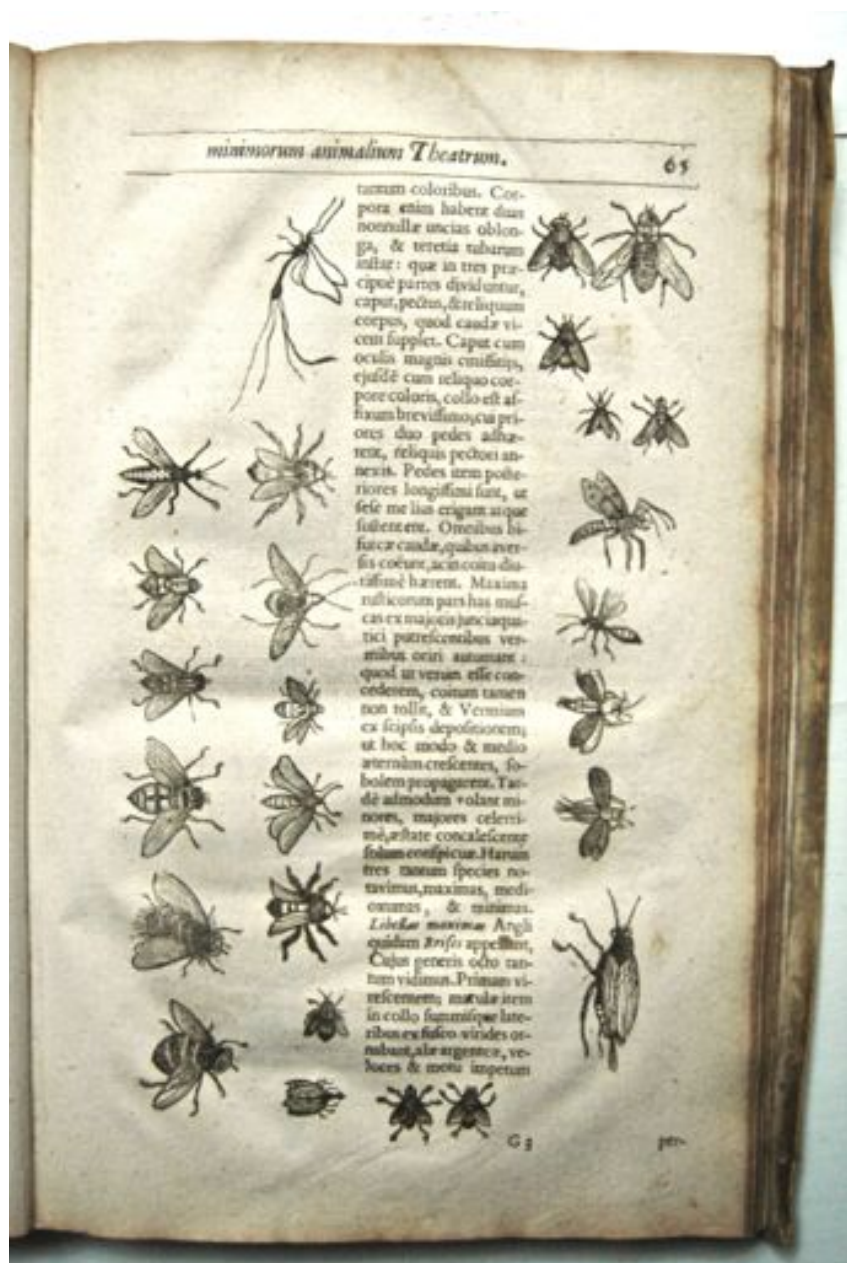 minimorum animalium Theatrum.
65
tantum coloribus. Cor-
pora enim habent duas
nonnullæ uncias oblon-
ga, & teretia tubarum
instar: quæ in tres præ-
cipuè partes dividuntur,
caput, pectus, & reliquum
corpus, quod caudæ vi-
cem supplet. Caput cum
oculis magnis emissitiis,
ejusdē cum reliquo cor-
pore coloris, collo est af-
fixum brevissimo; cui pri-
ores duo pedes adhæ-
rent, reliquis pectori an-
nexis. Pedes item poste-
riores longissimi sunt, ut
sese me lius erigant atque
sustentent. Omnibus bi-
furcæ caudæ, quibus aver-
sis coëunt, ac in coitu diu-
tissimè hærent. Maxima
rusticorum pars has mus-
cas ex majoris junci aqua-
tici putrescentibus ver-
mibus oriri autumant:
quod ut verum esse con-
cederem, coitum tamen
non tollit, & Vermium
ex seipsis depositionem;
ut hoc modo & medio
æternùm crescentes, so-
bolem propagarent. Tar-
dè admodum volant mi-
nores, majores celerri-
mè, æstate concalescente
solum conspicuæ. Harum
tres tantum species no-
tavimus, maximas, medi-
ocumas, & minimas.
Libellas maximas Angli
quidam Brises appellant,
Cujus generis octo tan-
tum vidimus. Primam vi-
rescentem; maculæ item
in collo summisque late-
ribus ex fusco virides or-
nabant, alæ argenteæ, ve-
loces & motu impetum
G 3
per-